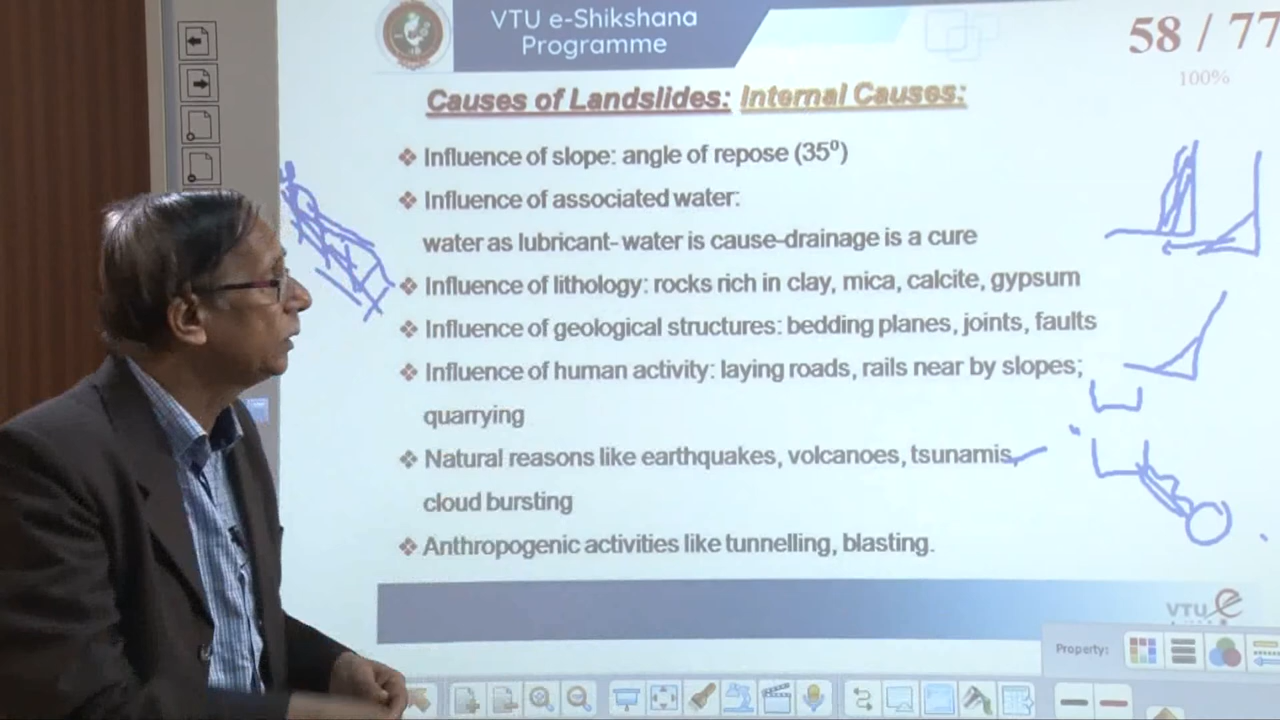 VTU e-Shikshana
Programme
58 / 77
100%
Causes of Landslides: Internal Causes:
❖ Influence of slope: angle of repose (35⁰)
❖ Influence of associated water:
water as lubricant- water is cause-drainage is a cure
❖ Influence of lithology: rocks rich in clay, mica, calcite, gypsum
❖ Influence of geological structures: bedding planes, joints, faults
❖ Influence of human activity: laying roads, rails near by slopes;
quarrying
❖ Natural reasons like earthquakes, volcanoes, tsunamis,
cloud bursting
❖ Anthropogenic activities like tunnelling, blasting.
VTU e
Property: